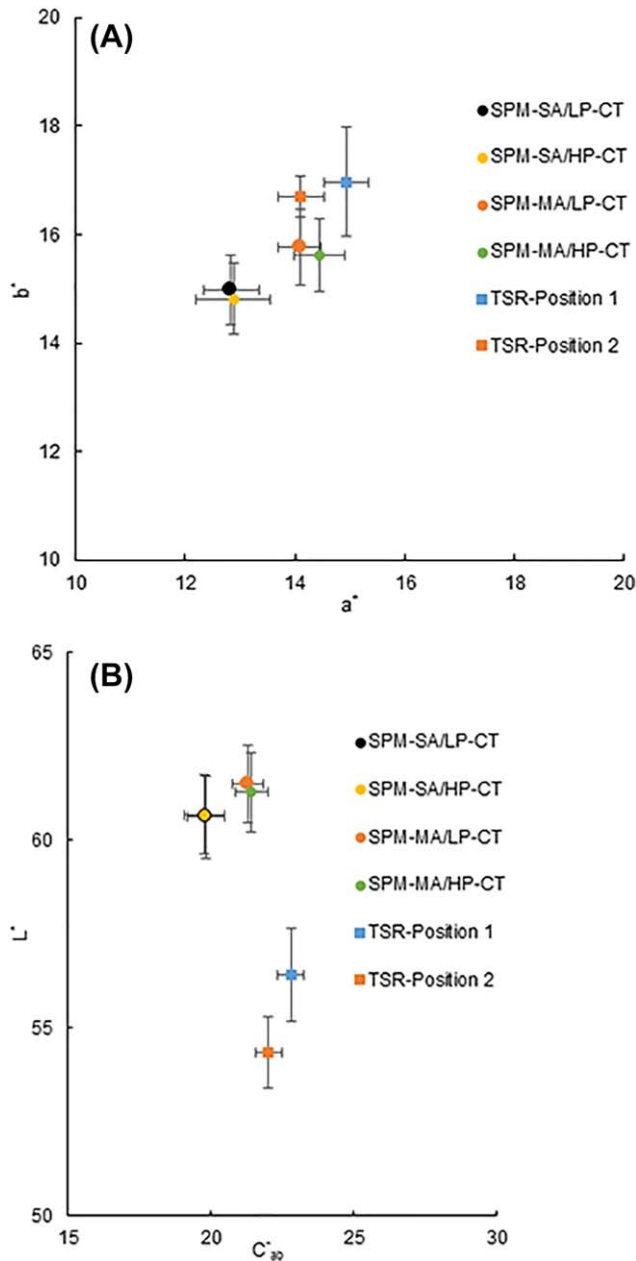 (A)
20
18
16
14
12
10
b*
10
12
14
16
18
20
a*
SPM-SA/LP-CT
SPM-SA/HP-CT
SPM-MA/LP-CT
SPM-MA/HP-CT
TSR-Position 1
TSR-Position 2
(B)
65
60
55
50
L*
15
20
25
30
C*ab
SPM-SA/LP-CT
SPM-SA/HP-CT
SPM-MA/LP-CT
SPM-MA/HP-CT
TSR-Position 1
TSR-Position 2